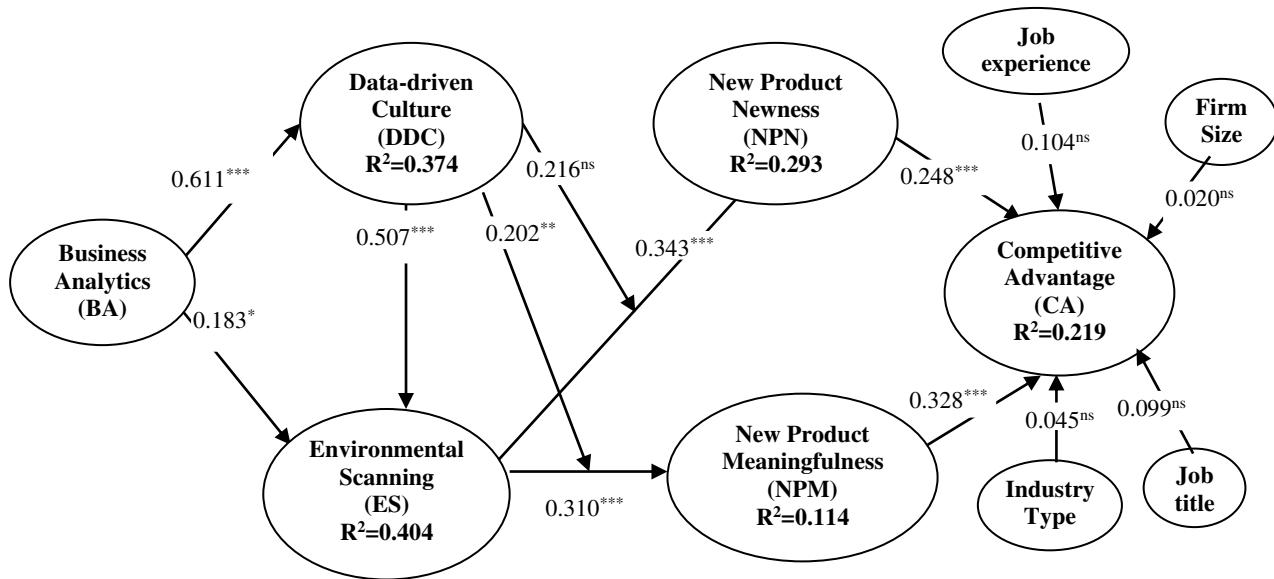 Job
experience
Data-driven
Culture
(DDC)
R²=0.374
New Product
Newness
(NPN)
R²=0.293
Firm
Size
0.104ⁿˢ
0.216ⁿˢ
0.611***
0.248***
0.020ⁿˢ
0.507***
0.202**
0.343***
Business
Analytics
(BA)
Competitive
Advantage
(CA)
R²=0.219
0.183*
0.328***
0.045ⁿˢ
0.099ⁿˢ
Environmental
Scanning
(ES)
R²=0.404
0.310***
New Product
Meaningfulness
(NPM)
R²=0.114
Industry
Type
Job
title